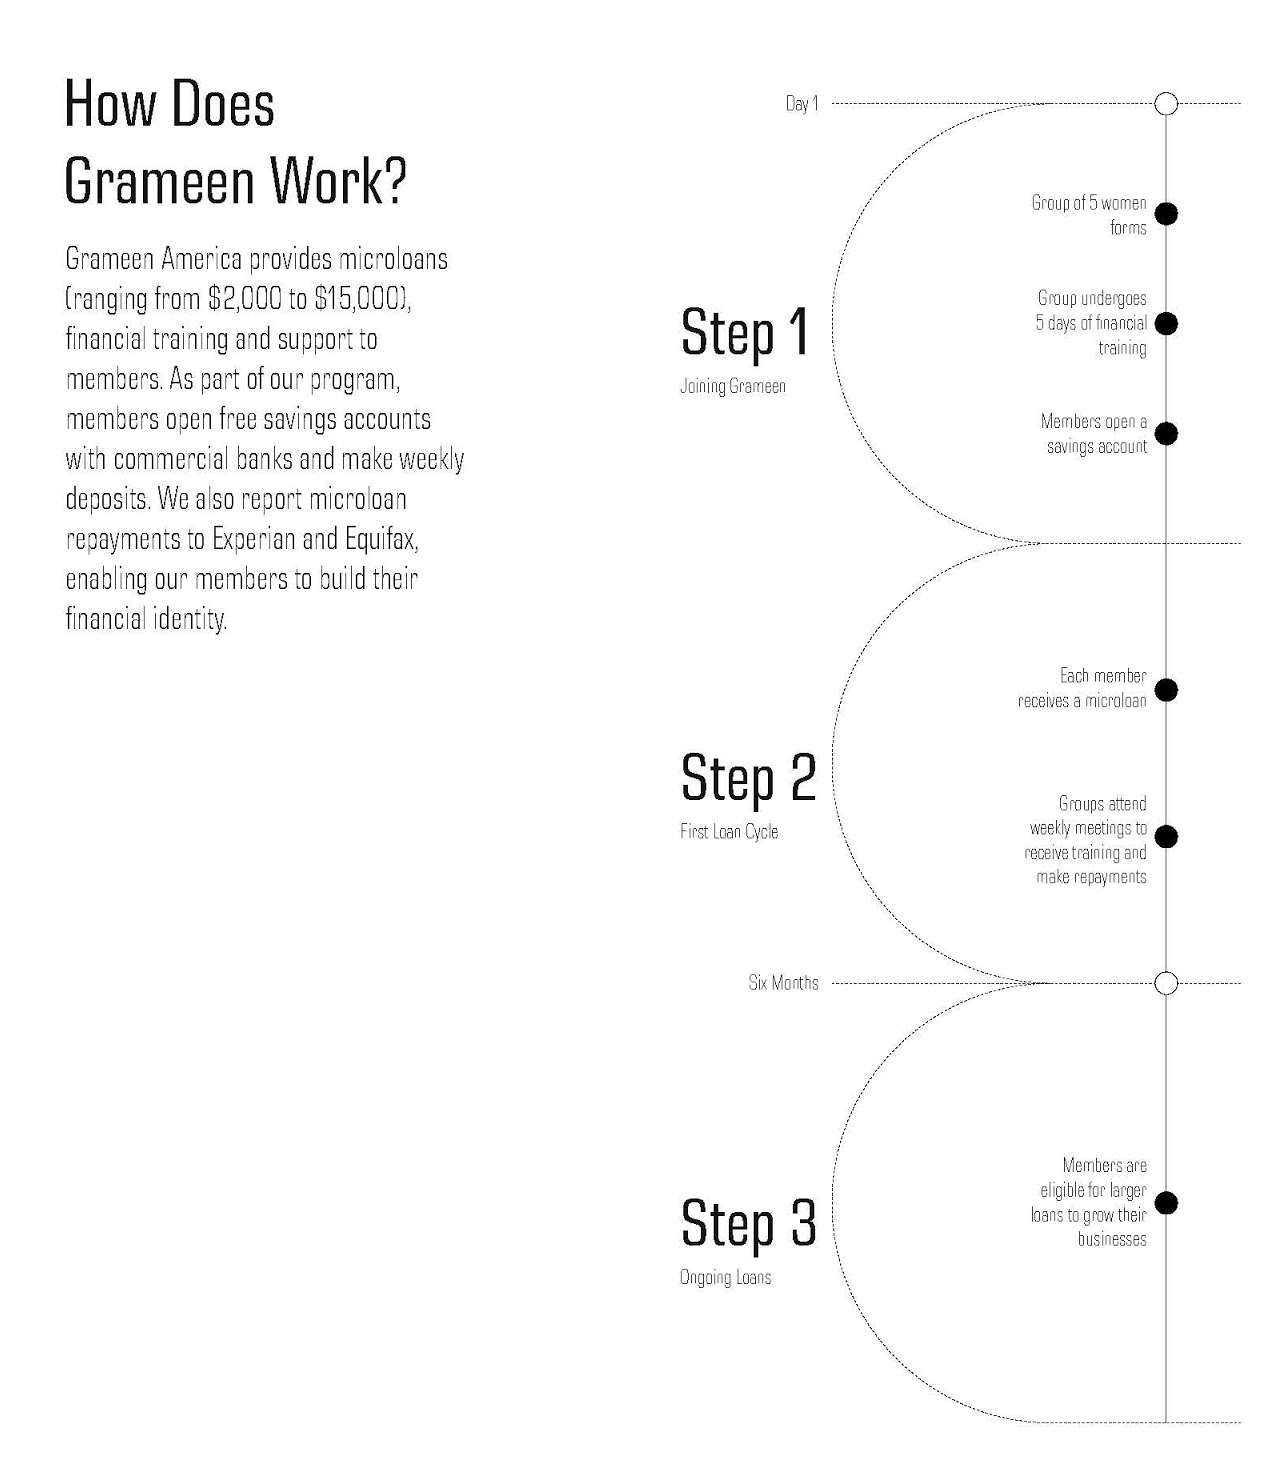 How Does
Grameen Work?
Grameen America provides microloans
(ranging from $2,000 to $15,000),
financial training and support to
members. As part of our program,
members open free savings accounts
with commercial banks and make weekly
deposits. We also report microloan
repayments to Experian and Equifax,
enabling our members to build their
financial identity.
Day 1
Group of 5 women
forms
Group undergoes
5 days of financial
training
Step 1
Joining Grameen
Members open a
savings account
Each member
receives a microloan
Step 2
First Loan Cycle
Groups attend
weekly meetings to
receive training and
make repayments
Six Months
Members are
eligible for larger
loans to grow their
businesses
Step 3
Ongoing Loans